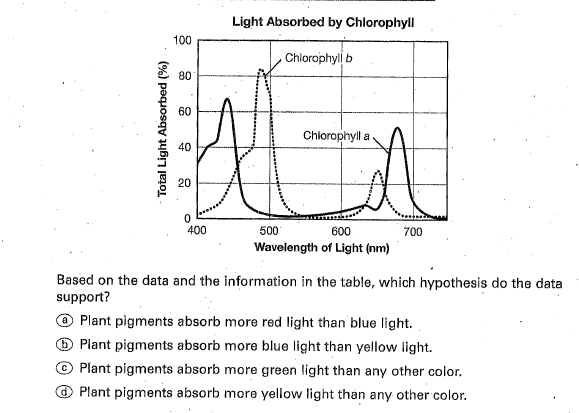 Light Absorbed by Chlorophyll
Total Light Absorbed (%)
100
80
60
40
20
0
Chlorophyll b
Chlorophyll a
400
500
600
700
Wavelength of Light (nm)
Based on the data and the information in the table, which hypothesis do the data
support?
ⓐ Plant pigments absorb more red light than blue light.
ⓑ Plant pigments absorb more blue light than yellow light.
ⓒ Plant pigments absorb more green light than any other color.
ⓓ Plant pigments absorb more yellow light than any other color.